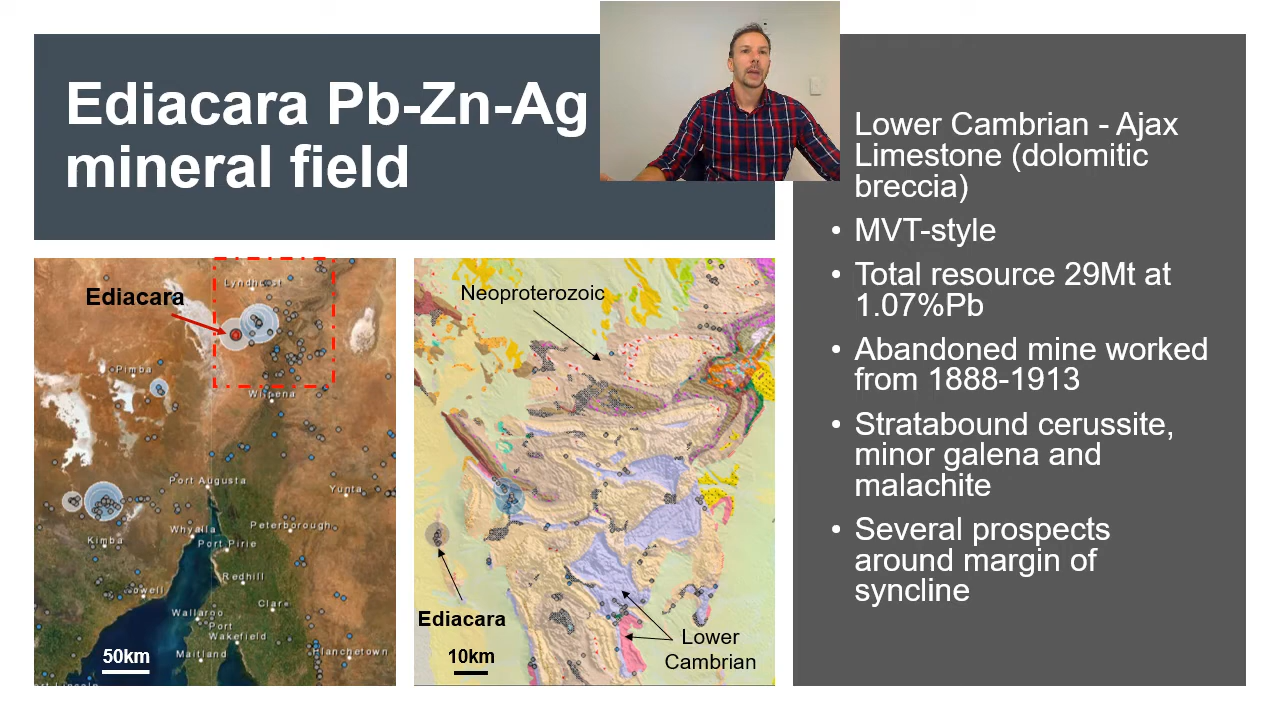 Ediacara Pb-Zn-Ag
mineral field
Lower Cambrian - Ajax
Limestone (dolomitic
breccia)
• MVT-style
• Total resource 29Mt at
1.07%Pb
• Abandoned mine worked
from 1888-1913
• Stratabound cerussite,
minor galena and
malachite
• Several prospects
around margin of
syncline
Ediacara
Pimba
Port Augusta
Yunta
Whyalla
Peterborough
Kimba
Port Pirie
Redhill
Wallaroo
Port
Wakefield
Maitland
50km
Neoproterozoic
Ediacara
Lower
Cambrian
10km